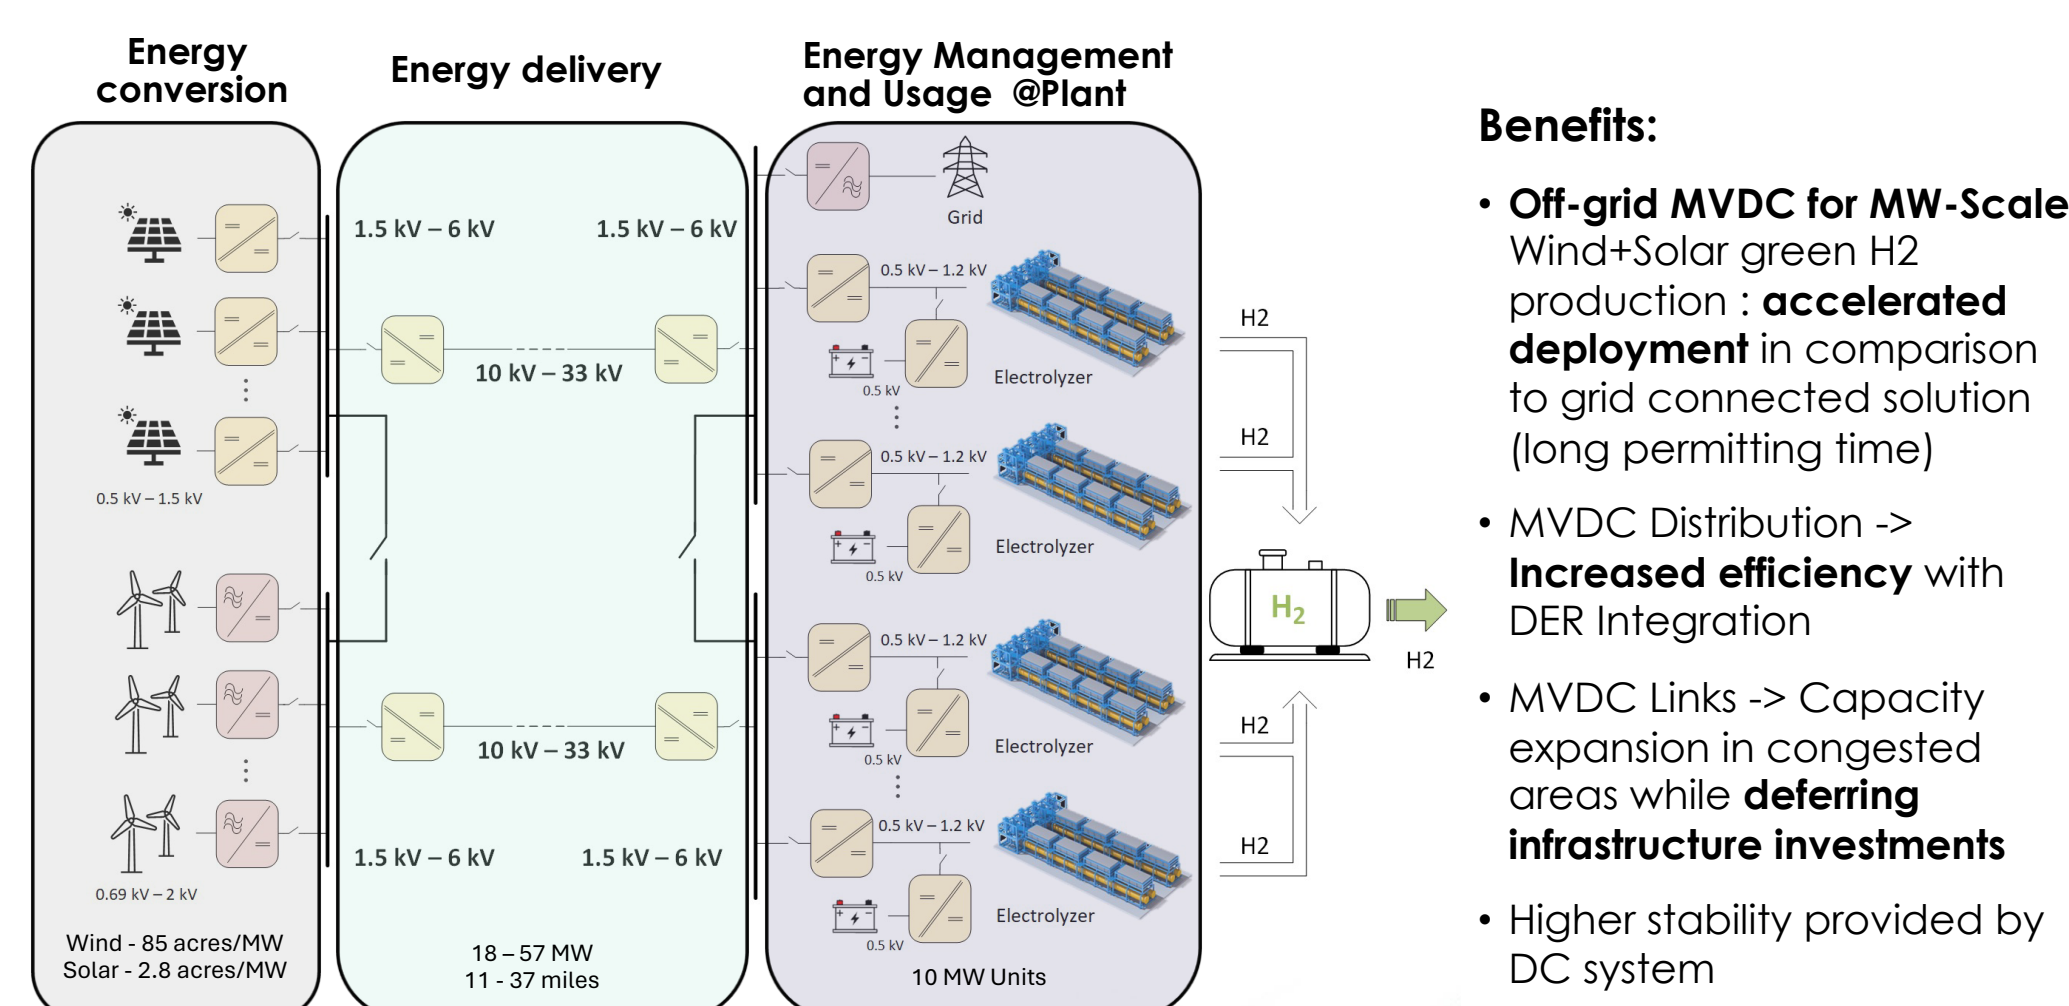 Energy
conversion
Energy delivery
Energy Management
and Usage @Plant
0.5 kV – 1.5 kV
0.69 kV – 2 kV
Wind - 85 acres/MW
Solar - 2.8 acres/MW
1.5 kV – 6 kV
1.5 kV – 6 kV
10 kV – 33 kV
10 kV – 33 kV
1.5 kV – 6 kV
1.5 kV – 6 kV
18 – 57 MW
11 - 37 miles
Grid
0.5 kV – 1.2 kV
Electrolyzer
0.5 kV
0.5 kV – 1.2 kV
Electrolyzer
0.5 kV
0.5 kV – 1.2 kV
Electrolyzer
0.5 kV
0.5 kV – 1.2 kV
Electrolyzer
0.5 kV
10 MW Units
H2
H2
H₂
H2
H2
H2
Benefits:
• Off-grid MVDC for MW-Scale
Wind+Solar green H2
production : accelerated
deployment in comparison
to grid connected solution
(long permitting time)
• MVDC Distribution ->
Increased efficiency with
DER Integration
• MVDC Links -> Capacity
expansion in congested
areas while deferring
infrastructure investments
• Higher stability provided by
DC system